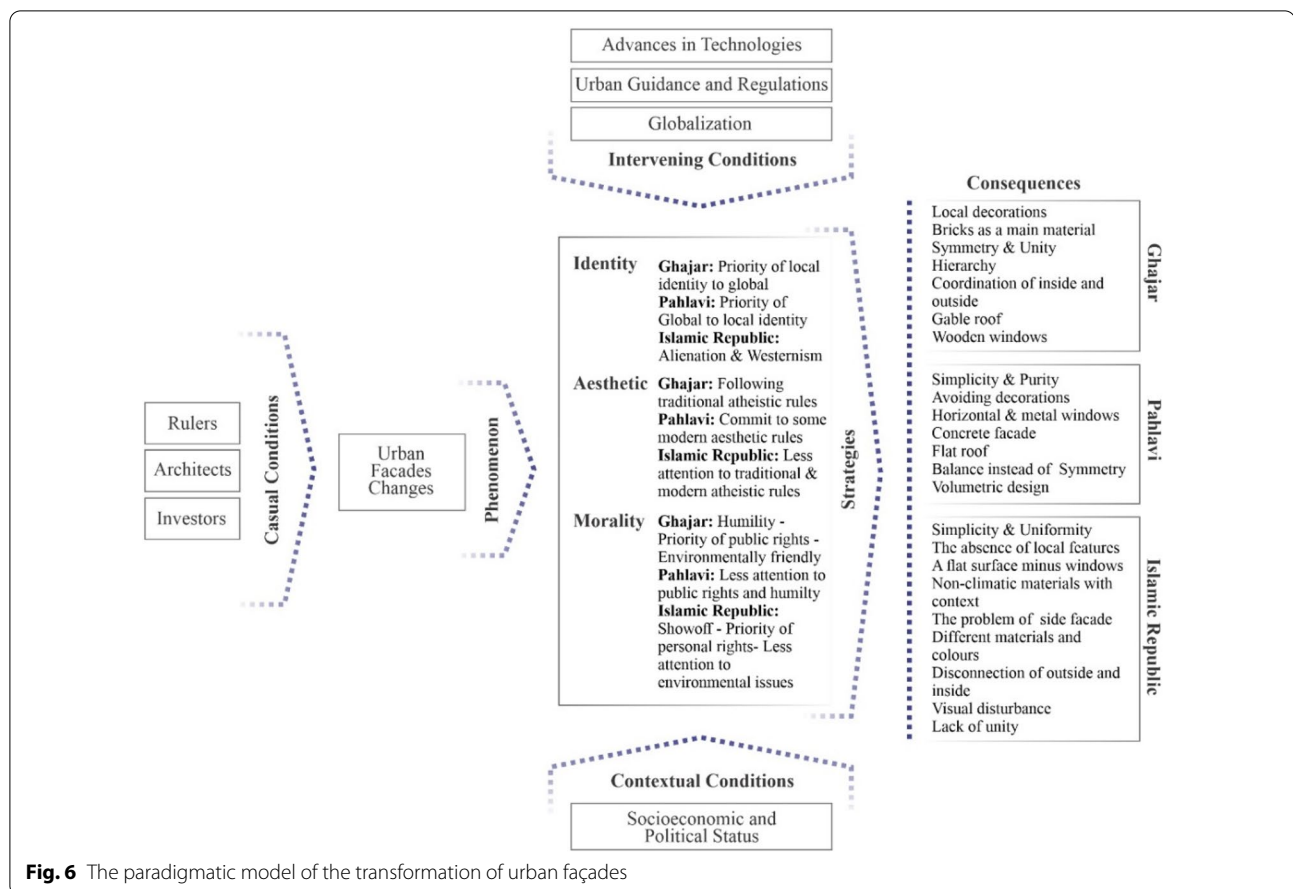 Advances in Technologies
Urban Guidance and Regulations
Globalization
Intervening Conditions
Rulers
Architects
Investors
Casual Conditions
Urban
Facades
Changes
Phenomenon
Identity
Ghajar: Priority of local
identity to global
Pahlavi: Priority of
Global to local identity
Islamic Republic:
Alienation & Westernism
Aesthetic
Ghajar: Following
traditional atheistic rules
Pahlavi: Commit to some
modern aesthetic rules
Islamic Republic: Less
attention to traditional &
modern atheistic rules
Morality
Ghajar: Humility -
Priority of public rights -
Environmentally friendly
Pahlavi: Less attention to
public rights and humilty
Islamic Republic:
Showoff - Priority of
personal rights- Less
attention to
environmental issues
Strategies
Contextual Conditions
Socioeconomic and
Political Status
Consequences
Local decorations
Bricks as a main material
Symmetry & Unity
Hierarchy
Coordination of inside and
outside
Gable roof
Wooden windows
Ghajar
Simplicity & Purity
Avoiding decorations
Horizontal & metal windows
Concrete facade
Flat roof
Balance instead of Symmetry
Volumetric design
Pahlavi
Simplicity & Uniformity
The absence of local features
A flat surface minus windows
Non-climatic materials with
context
The problem of side facade
Different materials and
colours
Disconnection of outside and
inside
Visual disturbance
Lack of unity
Islamic Republic
Fig. 6 The paradigmatic model of the transformation of urban façades